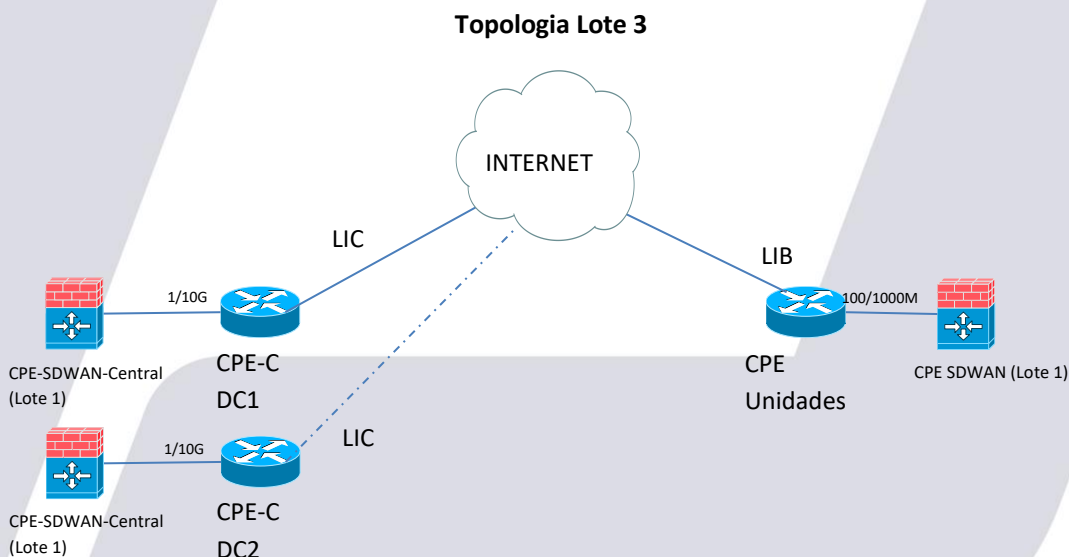 Topologia Lote 3
INTERNET
LIC
LIB
1/10G
100/1000M
CPE-SDWAN-Central
(Lote 1)
CPE-C
DC1
CPE
Unidades
CPE SDWAN (Lote 1)
LIC
1/10G
CPE-SDWAN-Central
(Lote 1)
CPE-C
DC2